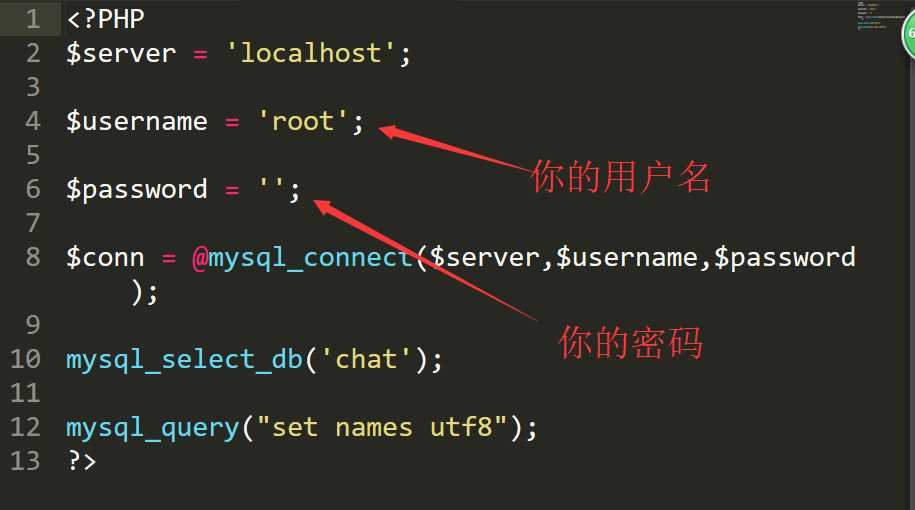 1 <?PHP
2 $server = 'localhost';
3
4 $username = 'root';
你的用户名
5
6 $password = '';
7
8 $conn = @mysql_connect($server,$username,$password
);
你的密码
9
10 mysql_select_db('chat');
11
12 mysql_query("set names utf8");
13 ?>